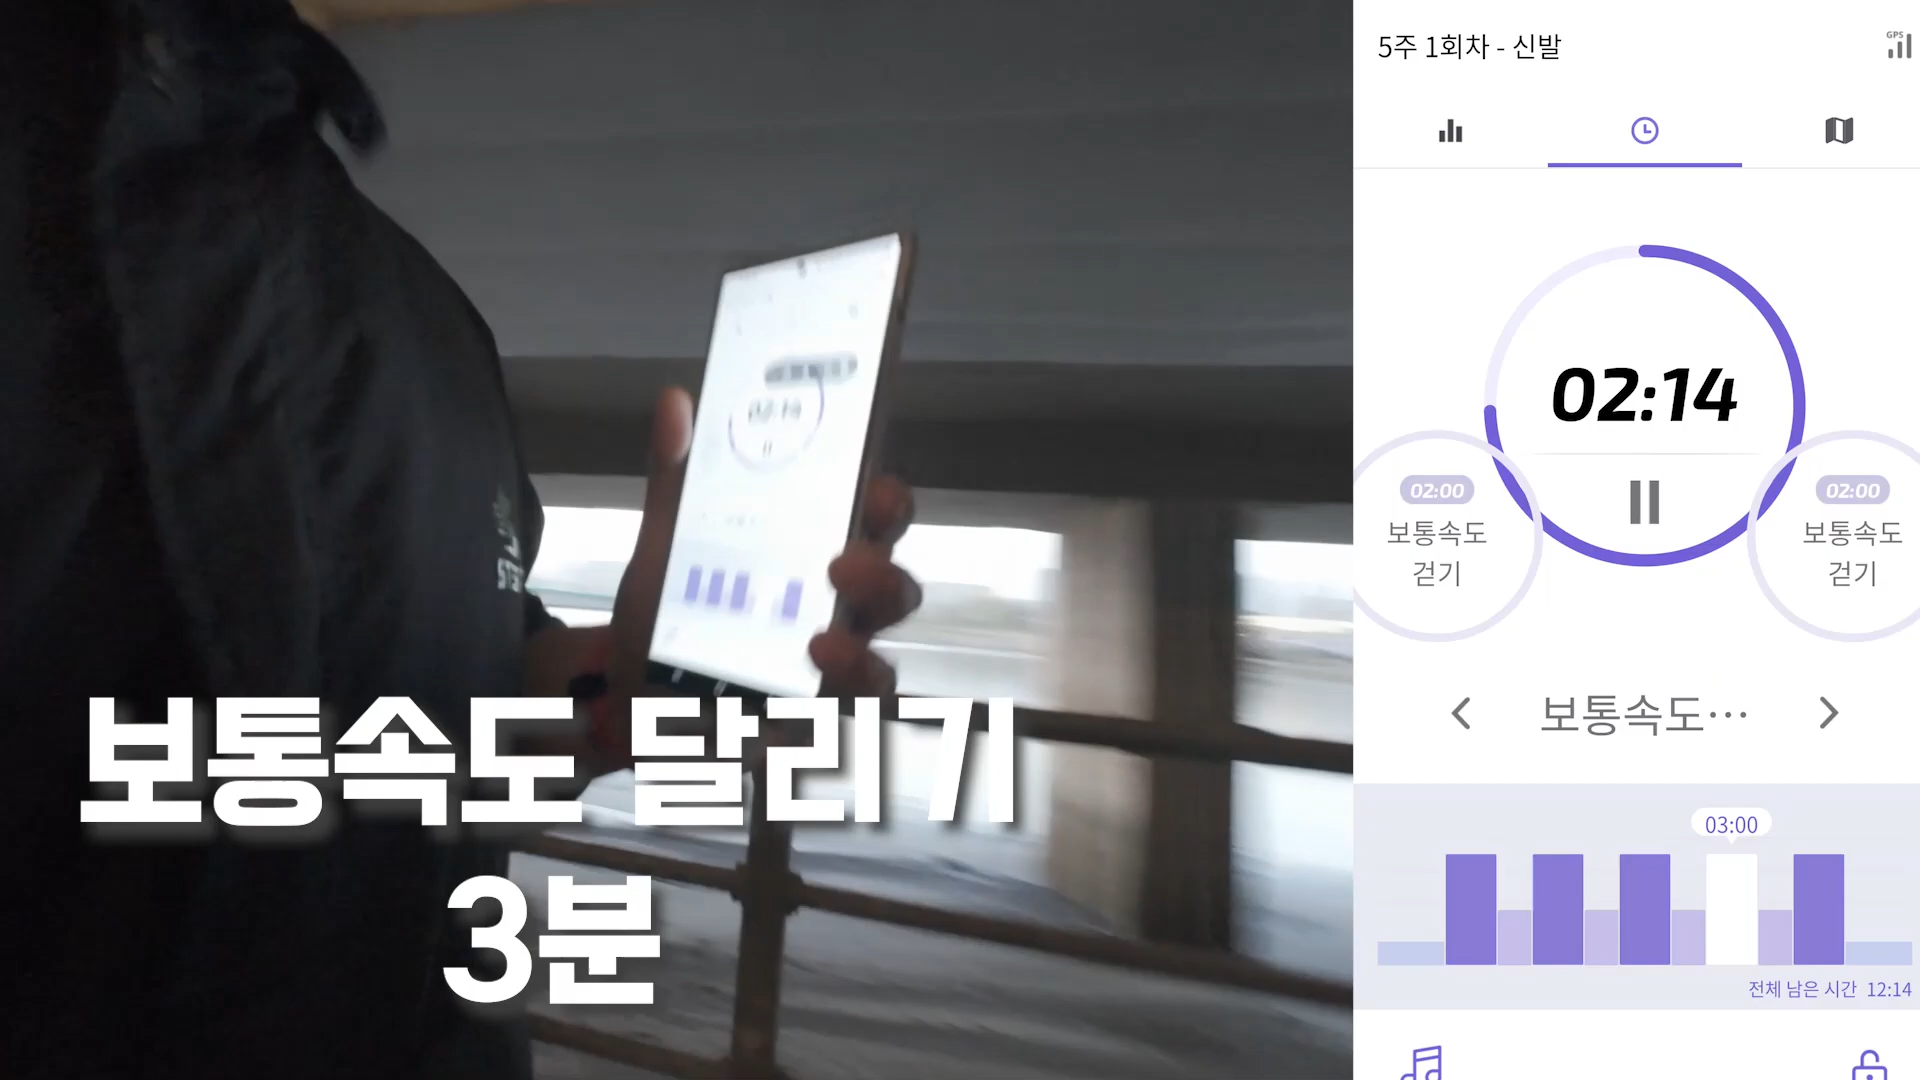 보통속도 달리기
3분
5주 1회차 - 신발
GPS
02:14
02:00
보통속도
걷기
02:00
보통속도
걷기
보통속도…
03:00
전체 남은 시간 12:14